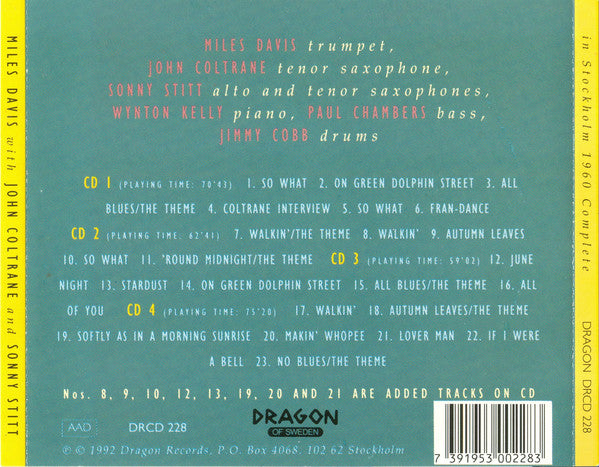 MILES DAVIS with JOHN COLTRANE and SONNY STITT
MILES DAVIS trumpet,
JOHN COLTRANE tenor saxophone,
SONNY STITT alto and tenor saxophones,
WYNTON KELLY piano, PAUL CHAMBERS bass,
JIMMY COBB drums
CD 1 (PLAYING TIME: 70'43) 1. SO WHAT 2. ON GREEN DOLPHIN STREET 3. ALL
BLUES/THE THEME 4. COLTRANE INTERVIEW 5. SO WHAT 6. FRAN-DANCE
CD 2 (PLAYING TIME: 62'41) 7. WALKIN'/THE THEME 8. WALKIN' 9. AUTUMN LEAVES
10. SO WHAT 11. 'ROUND MIDNIGHT/THE THEME CD 3 (PLAYING TIME: 59'02) 12. JUNE
NIGHT 13. STARDUST 14. ON GREEN DOLPHIN STREET 15. ALL BLUES/THE THEME 16. ALL
OF YOU CD 4 (PLAYING TIME: 75'20) 17. WALKIN' 18. AUTUMN LEAVES/THE THEME
19. SOFTLY AS IN A MORNING SUNRISE 20. MAKIN' WHOPEE 21. LOVER MAN 22. IF I WERE
A BELL 23. NO BLUES/THE THEME
Nos. 8, 9, 10, 12, 13, 19, 20 AND 21 ARE ADDED TRACKS ON CD
AAD DRCD 228
DRAGON
OF SWEDEN
℗ © 1992 Dragon Records, P. O. Box 4068, 102 62 Stockholm
7 391953 002283
in Stockholm 1960 Complete
DRAGON DRCD 228